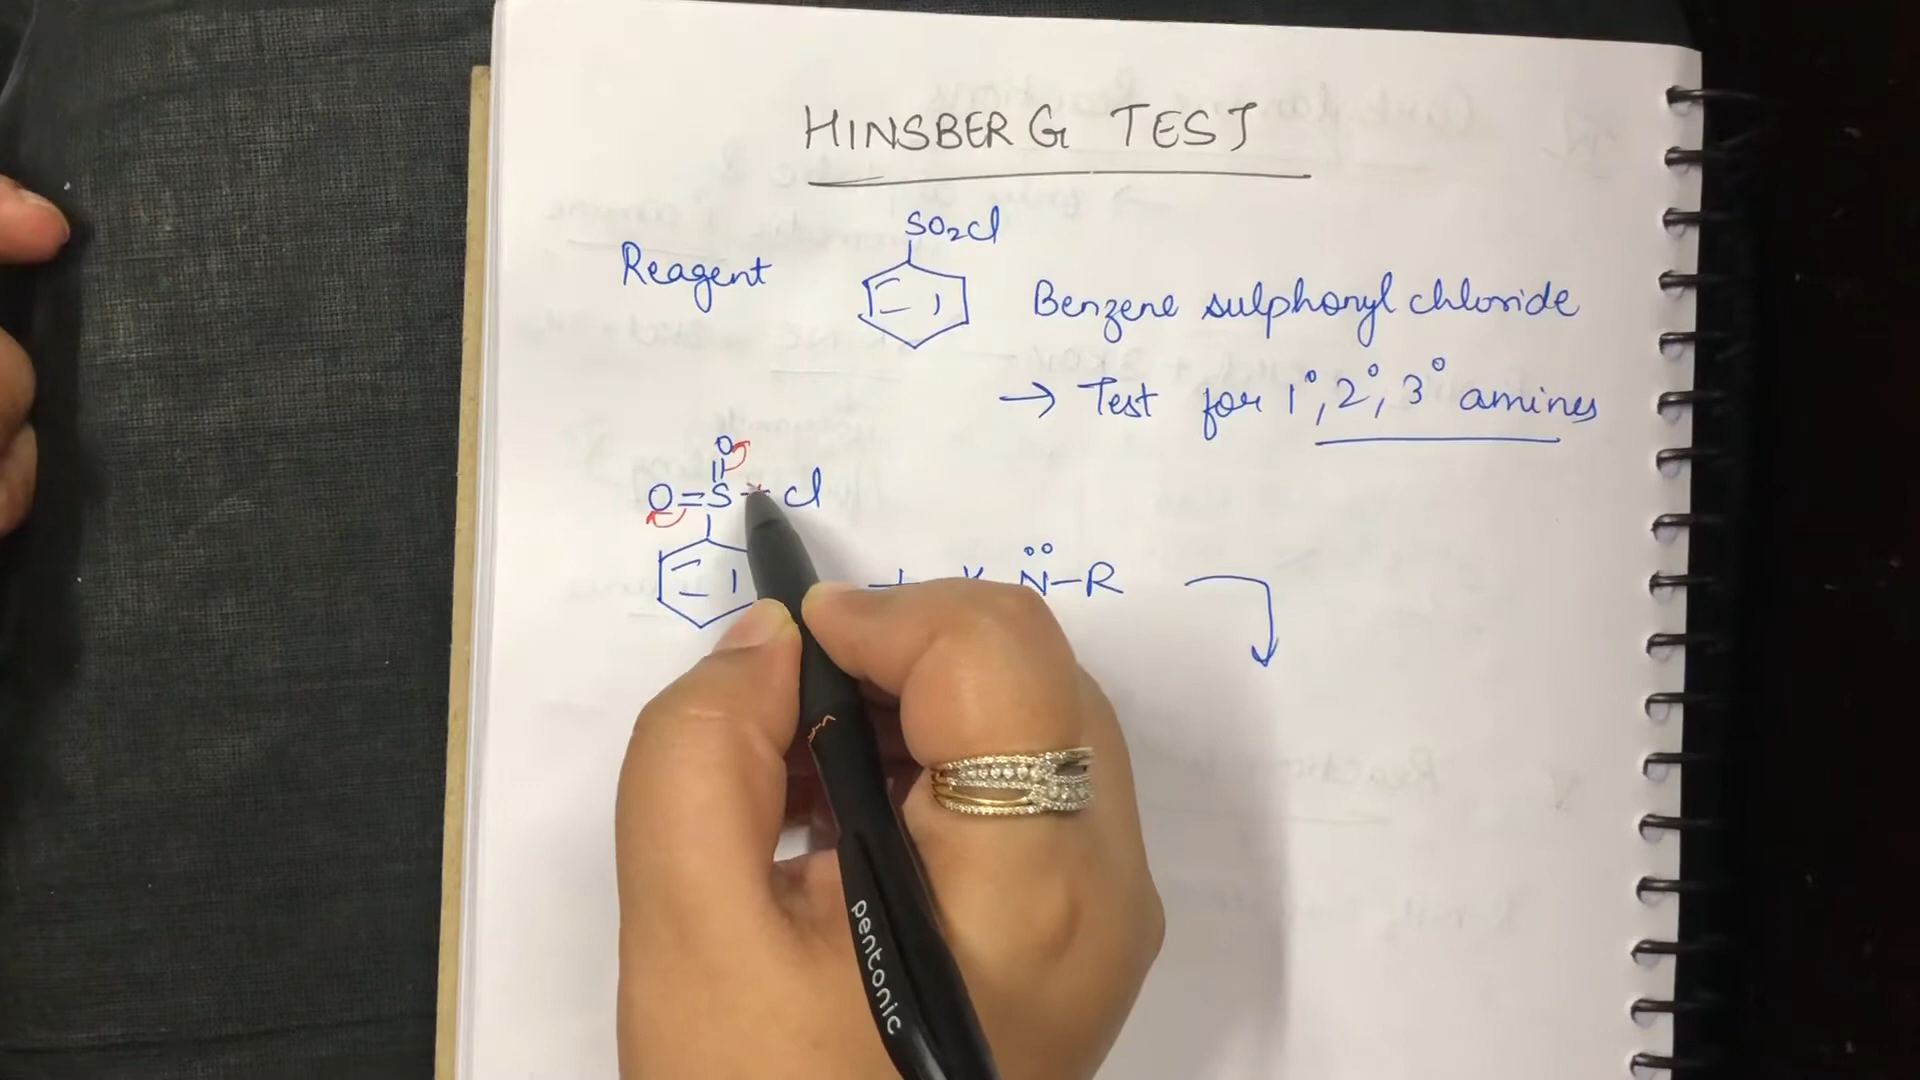 HINSBERG TEST
SO₂Cl
Reagent
Benzene sulphonyl chloride
→ Test for 1°, 2°, 3° amines
O
O=S-Cl
+ N-R
pentonic